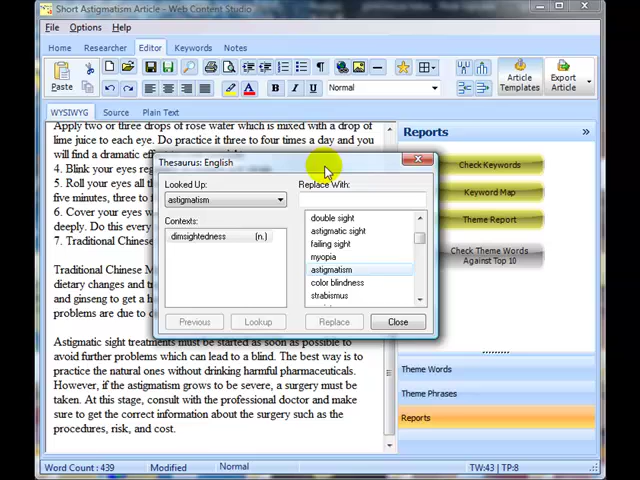 Short Astigmatism Article - Web Content Studio
File Options Help
Home Researcher Editor Keywords Notes
Paste
Normal
Article Templates
Export Article
WYSIWYG Source Plain Text
Apply two or three drops of rose water which is mixed with a drop of
lime juice to each eye. Do practice it three to four times a day and you
will find a dramatic
4. Blink your eyes
5. Roll your eyes all
five minutes, three to
6. Cover your eyes
deeply. Do this every
7. Traditional Chinese
Traditional Chinese M
dietary changes and
and ginseng to get a h
problems are due to
Astigmatic sight treatments must be started as soon as possible to
avoid further problems which can lead to a blind. The best way is to
practice the natural ones without drinking harmful pharmaceuticals.
However, if the astigmatism grows to be severe, a surgery must be
taken. At this stage, consult with the professional doctor and make
sure to get the correct information about the surgery such as the
procedures, risk, and cost.
Thesaurus: English
Looked Up:
astigmatism
Contexts:
dimsightedness (n.)
Replace With:
double sight
astigmatic sight
failing sight
myopia
astigmatism
color blindness
strabismus
Previous Lookup Replace Close
Reports
Check Keywords
Keyword Map
Theme Report
Check Theme Words
Against Top 10
Theme Words
Theme Phrases
Reports
Word Count : 439 Modified Normal TW:43 / TP:8